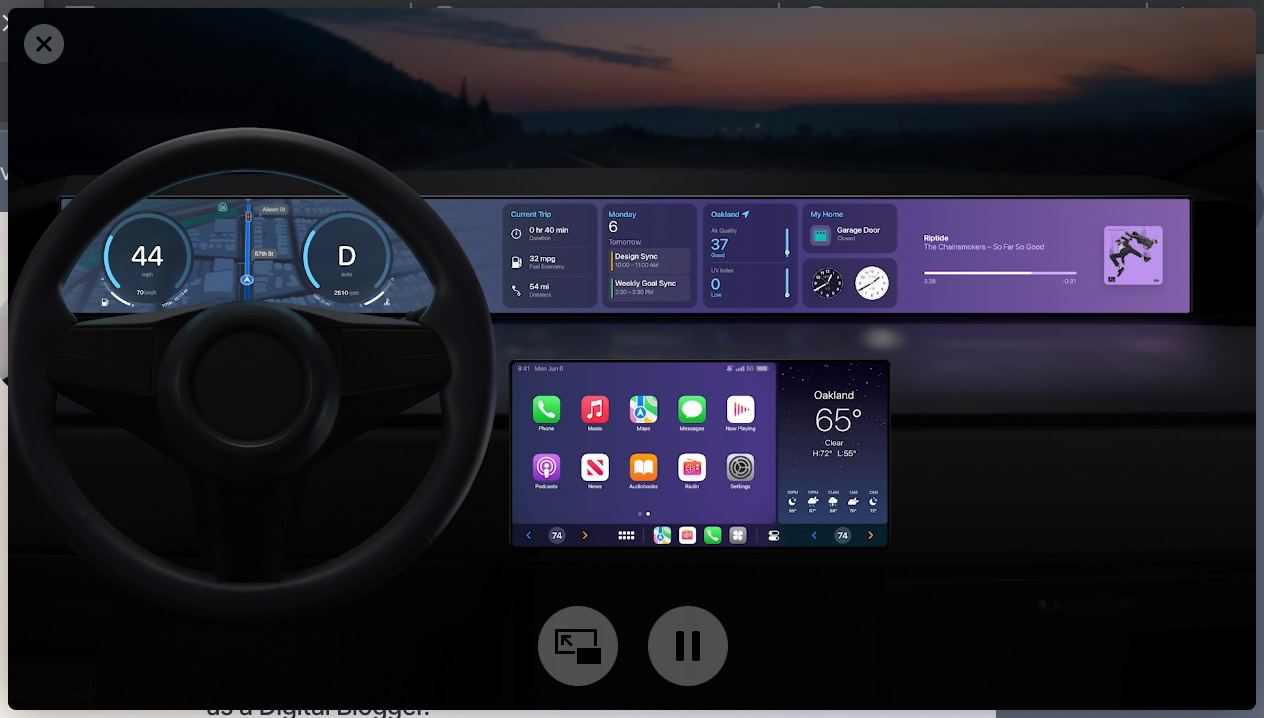 Aileen St
57th St
44
mph
70 km/h
D
auto
2510 rpm
Current Trip
0 hr 40 min
Duration
32 mpg
Fuel Economy
54 mi
Distance
Monday
6
Tomorrow
Design Sync
10:00 – 11:00 AM
Weekly Goal Sync
2:30 – 3:30 PM
Oakland
Air Quality
37
Good
UV Index
0
Low
My Home
Garage Door
Closed
Riptide
The Chainsmokers – So Far So Good
3:28
-0:31
9:41 Mon Jun 6
5G
Phone
Music
Maps
Messages
Now Playing
Podcasts
News
Audiobooks
Radio
Settings
Oakland
65°
Clear
H:72° L:55°
10PM 11PM 12AM 1AM 2AM
74
74
as a Digital Blogger.